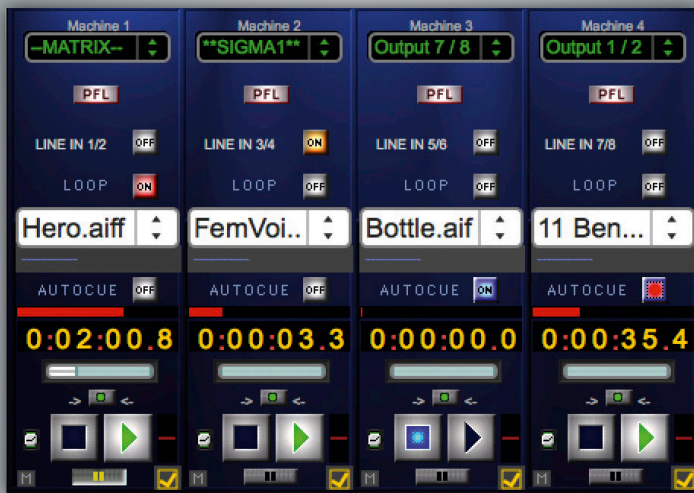 Machine 1 Machine 2 Machine 3 Machine 4
--MATRIX-- **SIGMA1** Output 7 / 8 Output 1 / 2
PFL PFL PFL PFL
LINE IN 1/2 OFF LINE IN 3/4 ON LINE IN 5/6 OFF LINE IN 7/8 OFF
LOOP ON LOOP OFF LOOP OFF LOOP OFF
Hero.aiff FemVoi.. Bottle.aif 11 Ben...
AUTOCUE OFF AUTOCUE OFF AUTOCUE ON AUTOCUE
0:02:00.8 0:00:03.3 0:00:00.0 0:00:35.4
-> <- -> <- -> <- -> <-
M M M M